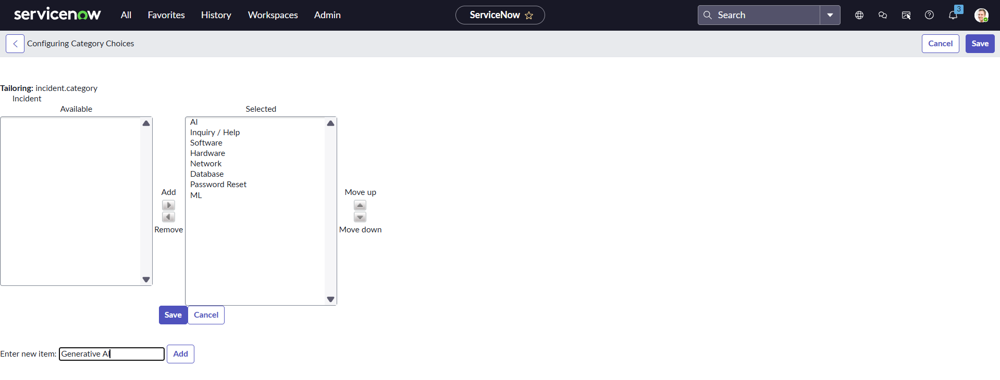 servicenow All Favorites History Workspaces Admin ServiceNow Search 3
Configuring Category Choices Cancel Save
Tailoring: incident.category
Incident
Available Selected
AI
Inquiry / Help
Software
Hardware
Network
Database
Password Reset
ML
Add
Remove
Move up
Move down
Save Cancel
Enter new item: Generative AI Add